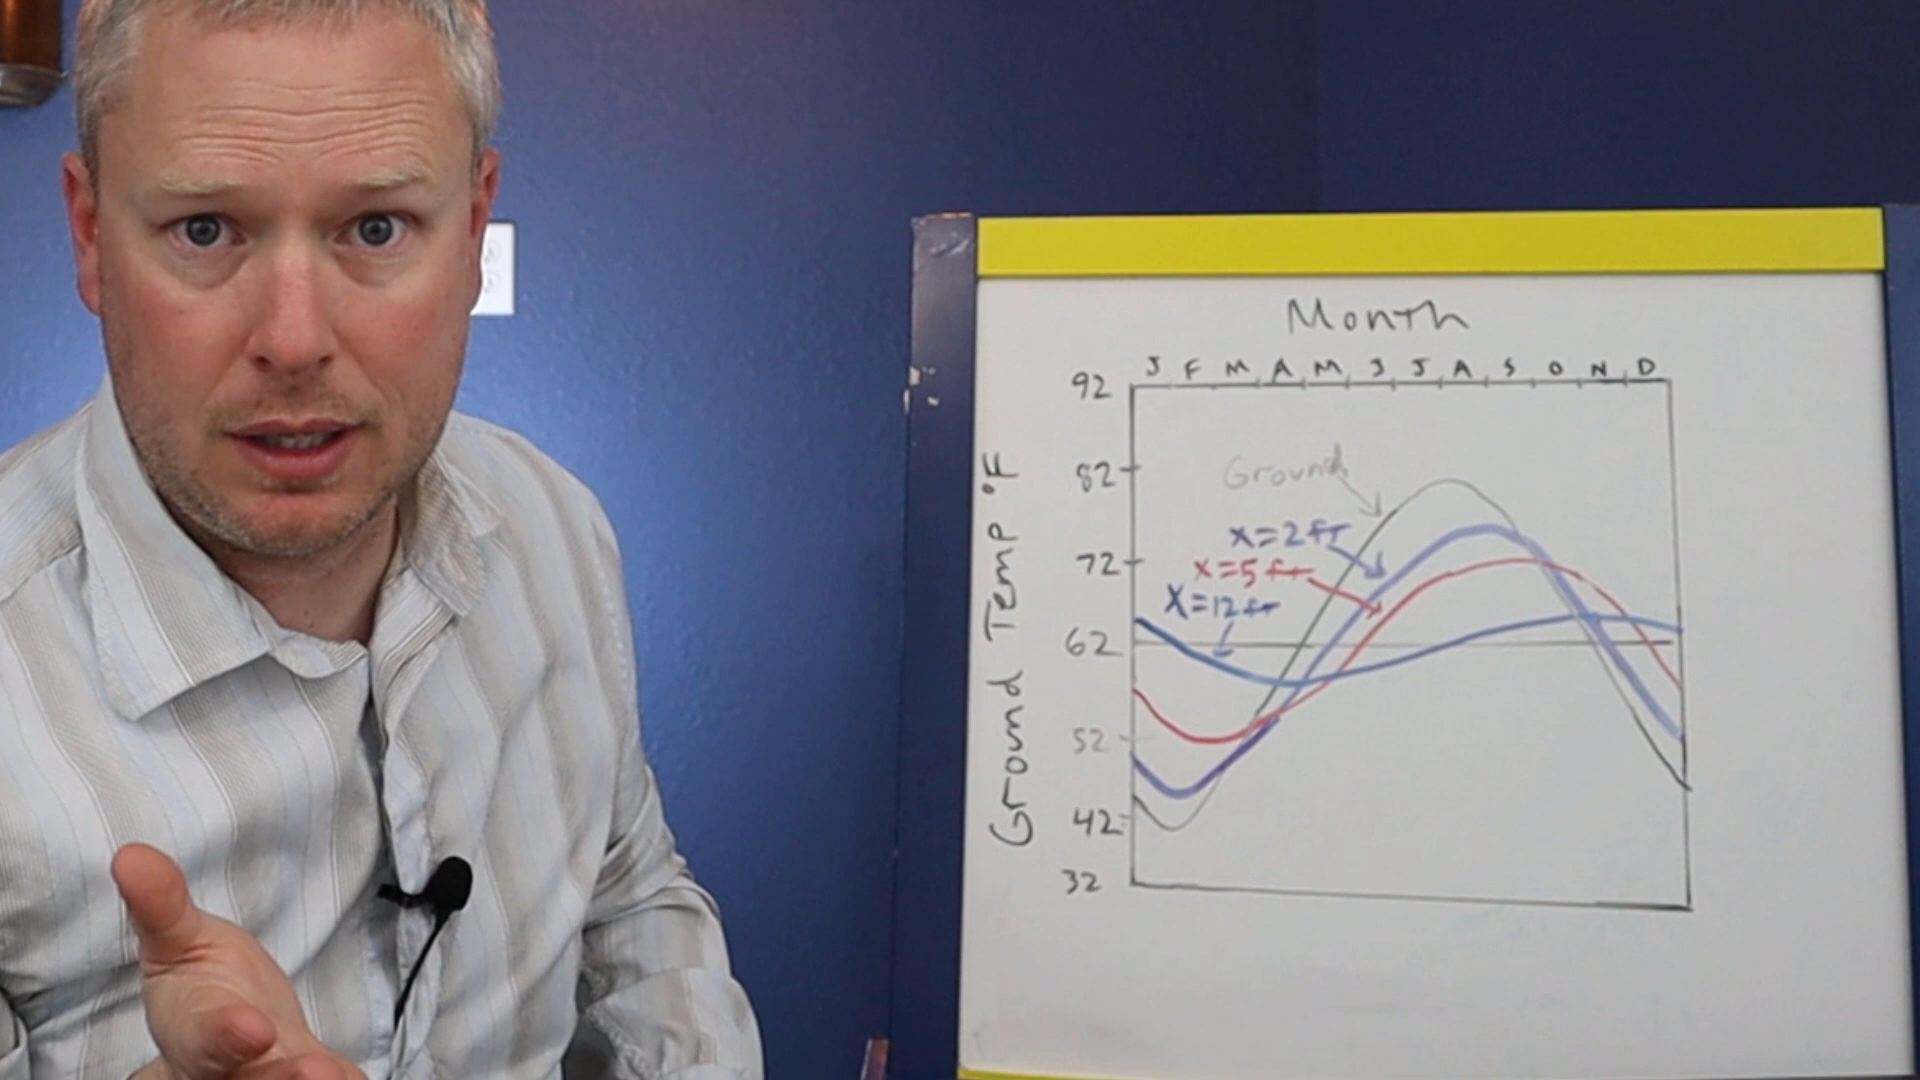 Month
J F M A M J J A S O N D
92
82
72
62
52
42
32
Ground Temp °F
Ground
x=2ft
x=5ft
x=12ft